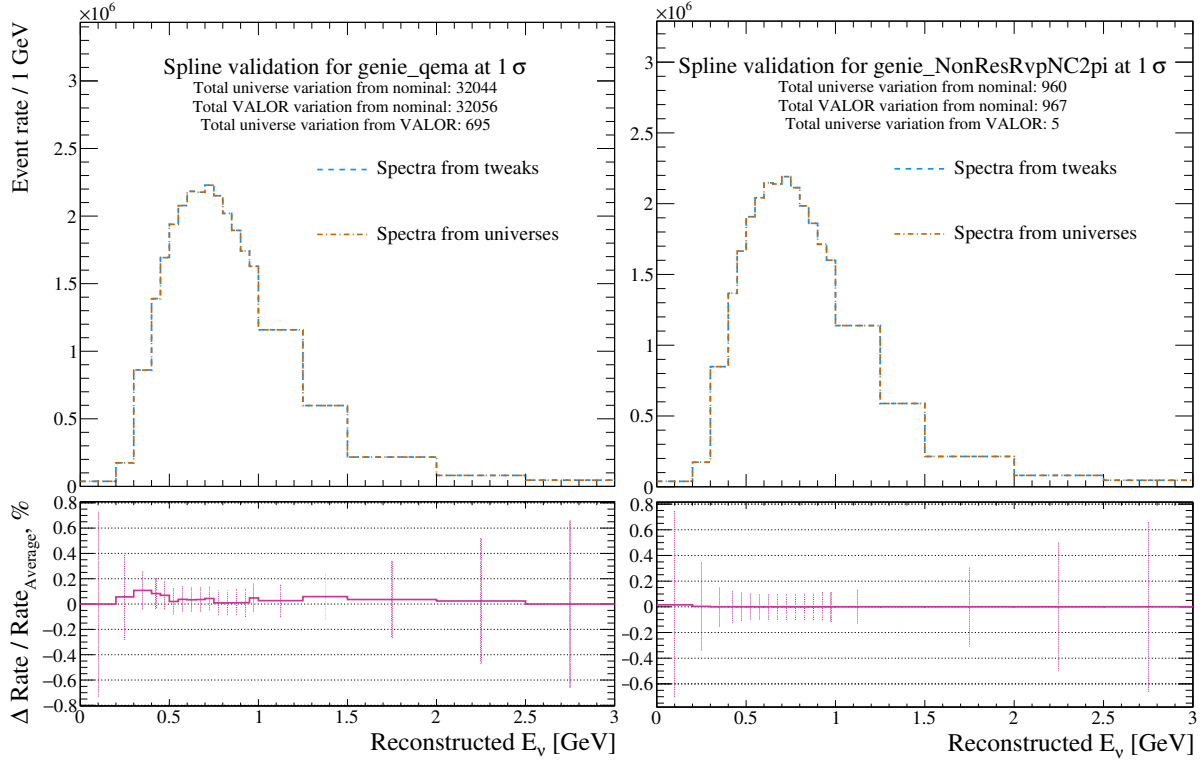 ×10⁶
Event rate / 1 GeV
Spline validation for genie_qema at 1 σ
Total universe variation from nominal: 32044
Total VALOR variation from nominal: 32056
Total universe variation from VALOR: 695
Spectra from tweaks
Spectra from universes
3
2.5
2
1.5
1
0.5
0
Δ Rate / Rate_Average, %
0.8
0.6
0.4
0.2
0
−0.2
−0.4
−0.6
−0.8
0 0.5 1 1.5 2 2.5 3
Reconstructed E_ν [GeV]
×10⁶
Spline validation for genie_NonResRvpNC2pi at 1 σ
Total universe variation from nominal: 960
Total VALOR variation from nominal: 967
Total universe variation from VALOR: 5
Spectra from tweaks
Spectra from universes
3
2.5
2
1.5
1
0.5
0
0.8
0.6
0.4
0.2
0
−0.2
−0.4
−0.6
0 0.5 1 1.5 2 2.5 3
Reconstructed E_ν [GeV]